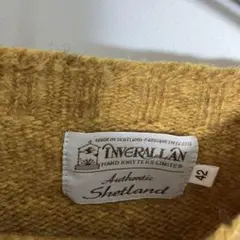 INVERALLAN
HAND KNITTERS LIMITED
Authentic
Shetland
42